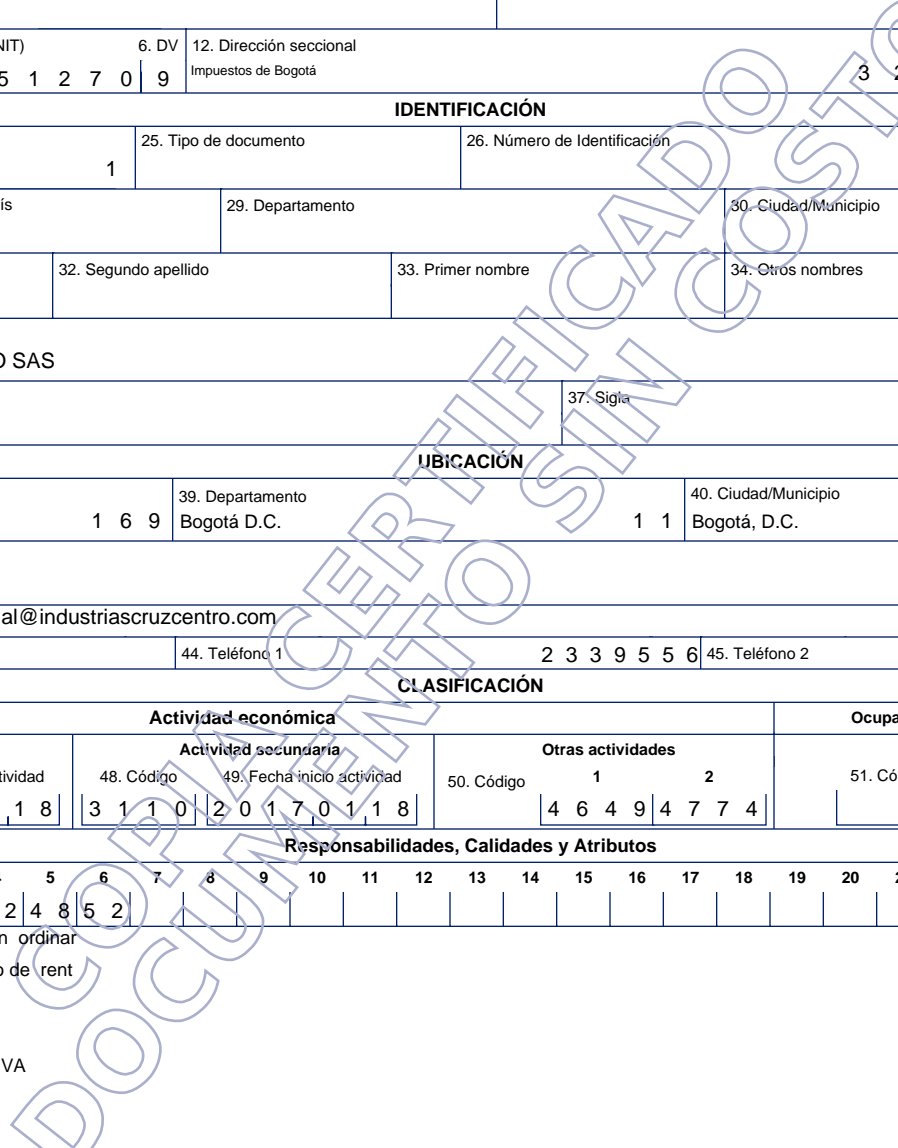 NIT) 6. DV 12. Dirección seccional
5 1 2 7 0 9 Impuestos de Bogotá 3 2
IDENTIFICACIÓN
25. Tipo de documento 26. Número de Identificación
1
ís 29. Departamento 30. Ciudad/Municipio
32. Segundo apellido 33. Primer nombre 34. Otros nombres
O SAS
37. Sigla
UBICACIÓN
39. Departamento 40. Ciudad/Municipio
1 6 9 Bogotá D.C. 1 1 Bogotá, D.C.
al@industriascruzcentro.com
44. Teléfono 1 2 3 3 9 5 5 6 45. Teléfono 2
CLASIFICACIÓN
Actividad económica Ocupa
Actividad secundaria Otras actividades
tividad 48. Código 49. Fecha inicio actividad 50. Código 1 2 51. Có
1 8 3 1 1 0 2 0 1 7 0 1 1 8 4 6 4 9 4 7 7 4
Responsabilidades, Calidades y Atributos
5 6 7 8 9 10 11 12 13 14 15 16 17 18 19 20 2
2 4 8 5 2
n ordinar
o de rent
VA
COPIA CERTIFICADO
DOCUMENTO SIN COSTO